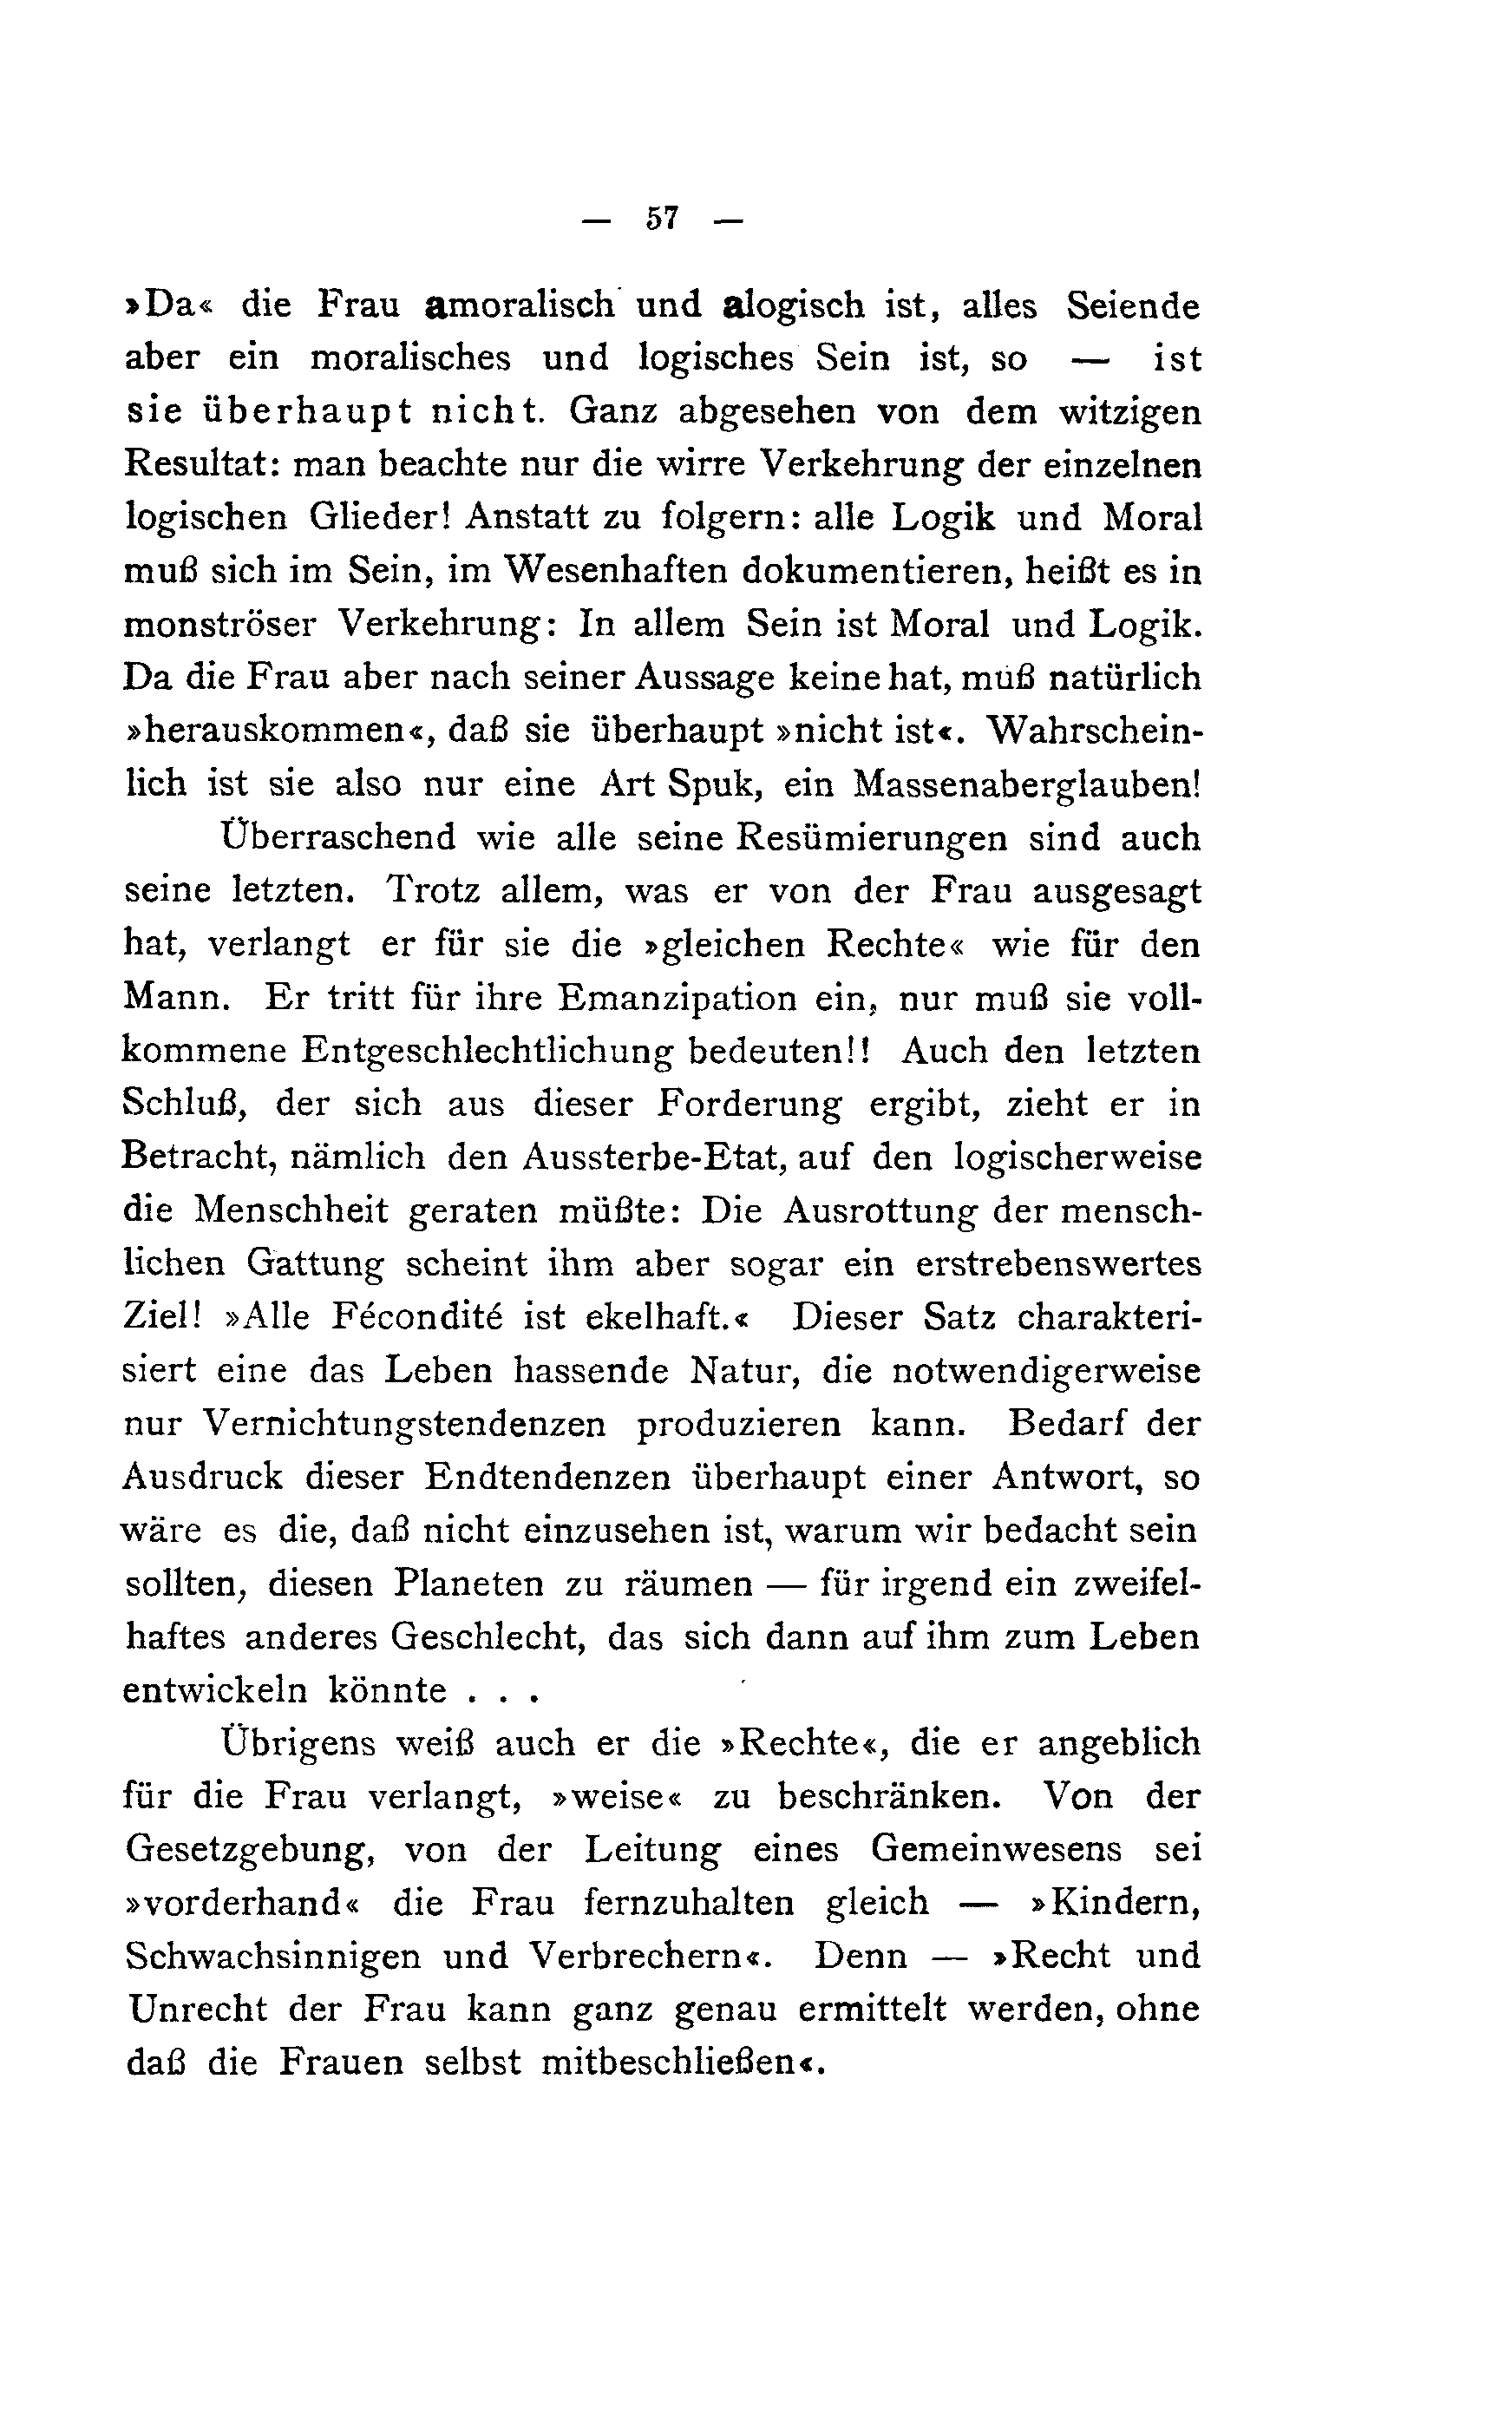 — 57 —
»Da« die Frau amoralisch und alogisch ist, alles Seiende
aber ein moralisches und logisches Sein ist, so — ist
sie überhaupt nicht. Ganz abgesehen von dem witzigen
Resultat: man beachte nur die wirre Verkehrung der einzelnen
logischen Glieder! Anstatt zu folgern: alle Logik und Moral
muß sich im Sein, im Wesenhaften dokumentieren, heißt es in
monströser Verkehrung: In allem Sein ist Moral und Logik.
Da die Frau aber nach seiner Aussage keine hat, muß natürlich
»herauskommen«, daß sie überhaupt »nicht ist«. Wahrschein-
lich ist sie also nur eine Art Spuk, ein Massenaberglauben!
Überraschend wie alle seine Resümierungen sind auch
seine letzten. Trotz allem, was er von der Frau ausgesagt
hat, verlangt er für sie die »gleichen Rechte« wie für den
Mann. Er tritt für ihre Emanzipation ein, nur muß sie voll-
kommene Entgeschlechtlichung bedeuten!! Auch den letzten
Schluß, der sich aus dieser Forderung ergibt, zieht er in
Betracht, nämlich den Aussterbe-Etat, auf den logischerweise
die Menschheit geraten müßte: Die Ausrottung der mensch-
lichen Gattung scheint ihm aber sogar ein erstrebenswertes
Ziel! »Alle Fécondité ist ekelhaft.« Dieser Satz charakteri-
siert eine das Leben hassende Natur, die notwendigerweise
nur Vernichtungstendenzen produzieren kann. Bedarf der
Ausdruck dieser Endtendenzen überhaupt einer Antwort, so
wäre es die, daß nicht einzusehen ist, warum wir bedacht sein
sollten, diesen Planeten zu räumen — für irgend ein zweifel-
haftes anderes Geschlecht, das sich dann auf ihm zum Leben
entwickeln könnte . . .
Übrigens weiß auch er die »Rechte«, die er angeblich
für die Frau verlangt, »weise« zu beschränken. Von der
Gesetzgebung, von der Leitung eines Gemeinwesens sei
»vorderhand« die Frau fernzuhalten gleich — »Kindern,
Schwachsinnigen und Verbrechern«. Denn — »Recht und
Unrecht der Frau kann ganz genau ermittelt werden, ohne
daß die Frauen selbst mitbeschließen«.